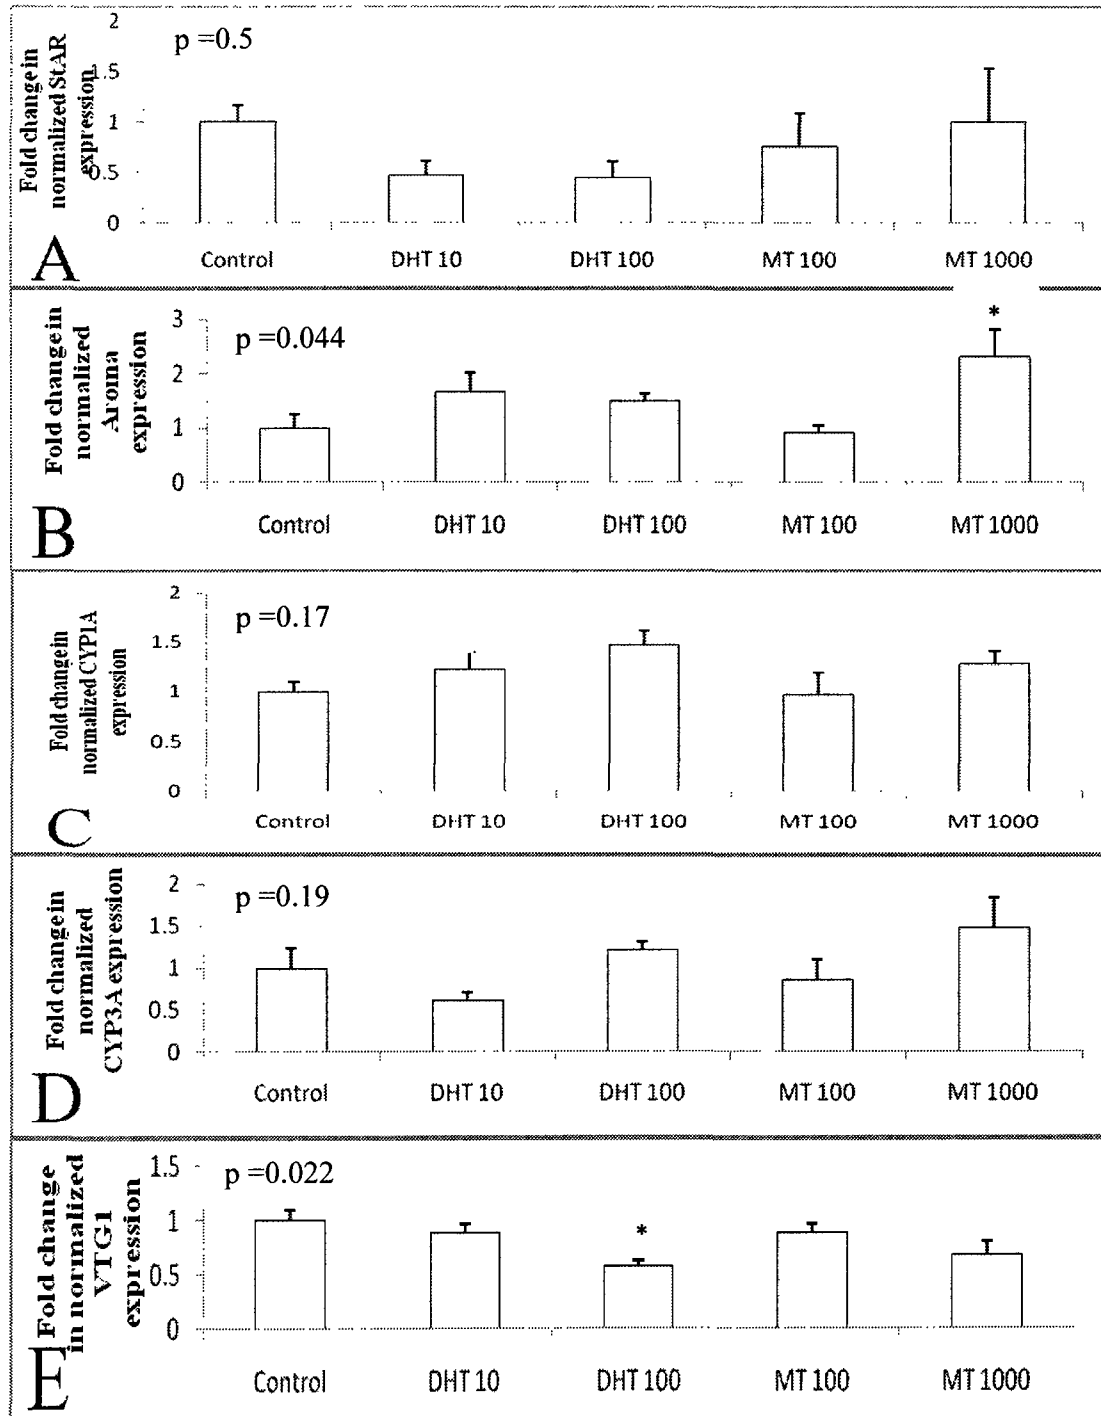 2
p =0.5
1.5
1
0.5
0
Fold change in
normalized StAR
expression
Control DHT 10 DHT 100 MT 100 MT 1000
A
3
p =0.044
*
2
1
0
Fold change in
normalized
Aroma
expression
Control DHT 10 DHT 100 MT 100 MT 1000
B
2
p =0.17
1.5
1
0.5
0
Fold change in
normalized CYP1A
expression
Control DHT 10 DHT 100 MT 100 MT 1000
C
2
p =0.19
1.5
1
0.5
0
Fold change in
normalized
CYP3A expression
Control DHT 10 DHT 100 MT 100 MT 1000
D
1.5
p =0.022
1
*
0.5
0
Fold change
in normalized
VTG1
expression
Control DHT 10 DHT 100 MT 100 MT 1000
E